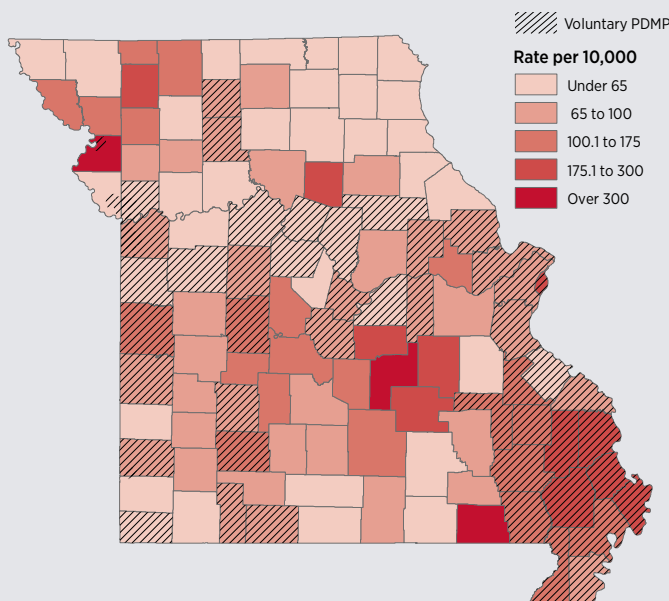 Voluntary PDMP
Rate per 10,000
Under 65
65 to 100
100.1 to 175
175.1 to 300
Over 300